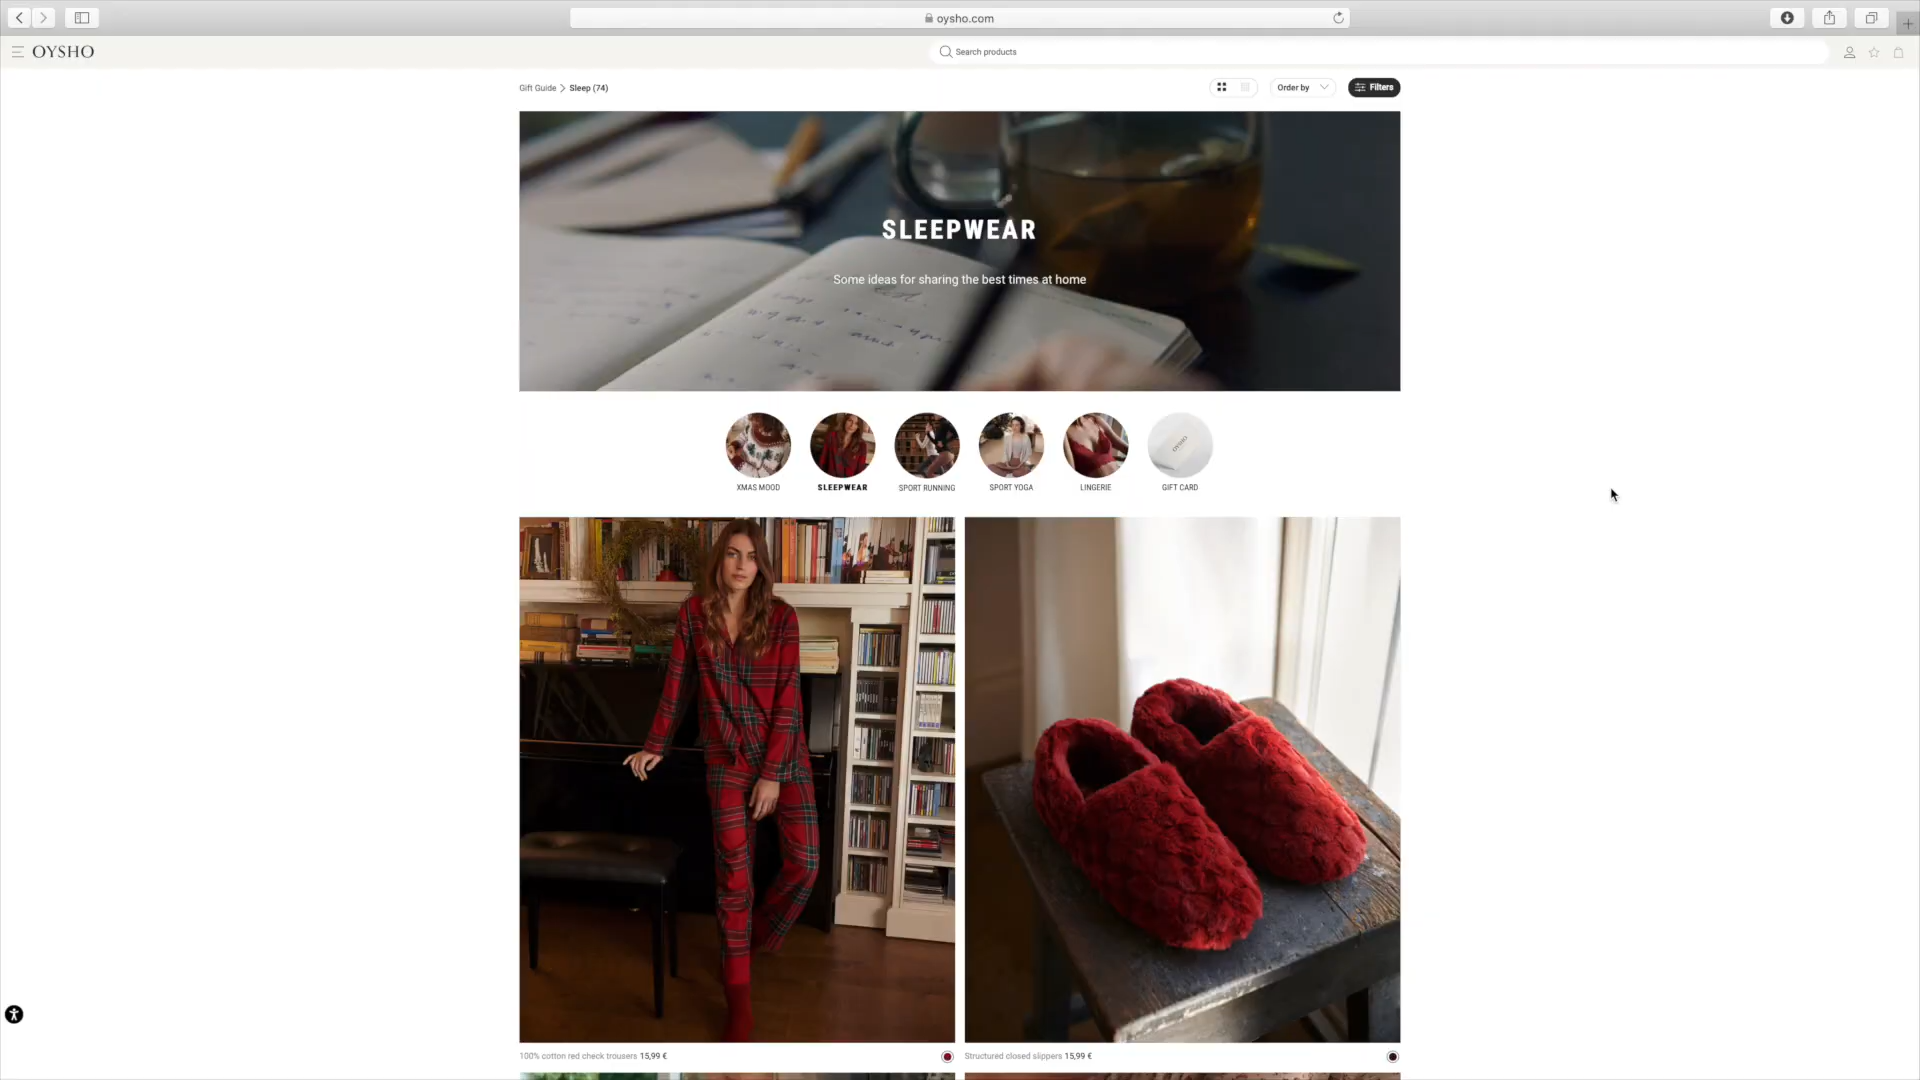 oysho.com
OYSHO
Search products
Gift Guide > Sleep (74)
Order by
Filters
SLEEPWEAR
Some ideas for sharing the best times at home
XMAS MOOD
SLEEPWEAR
SPORT RUNNING
SPORT YOGA
LINGERIE
OYSHO
GIFT CARD
100% cotton red check trousers 15,99 €
Structured closed slippers 15,99 €